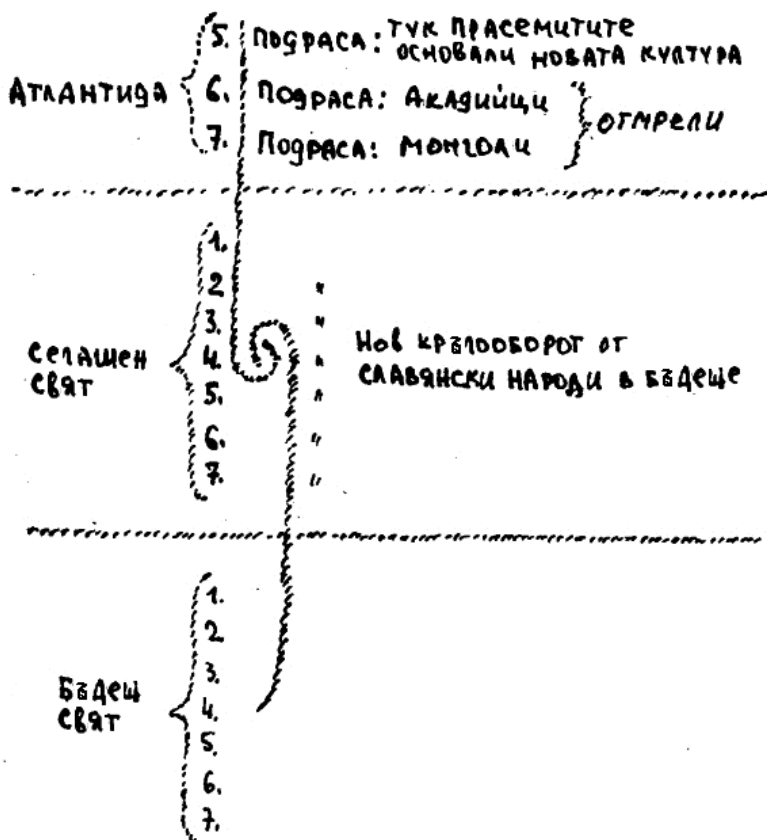 5. Подраса: тук прасемитите
основали новата култура
Атлантида 6. Подраса: Акадийци "
7. Подраса: Монголи отмрели
1.
2 "
3. "
Сегашен свят 4. " Нов кръгооборот от
5. " славянски народи в бъдеще
6. "
7. "
1.
2
3.
Бъдещ свят 4.
5.
6.
7.